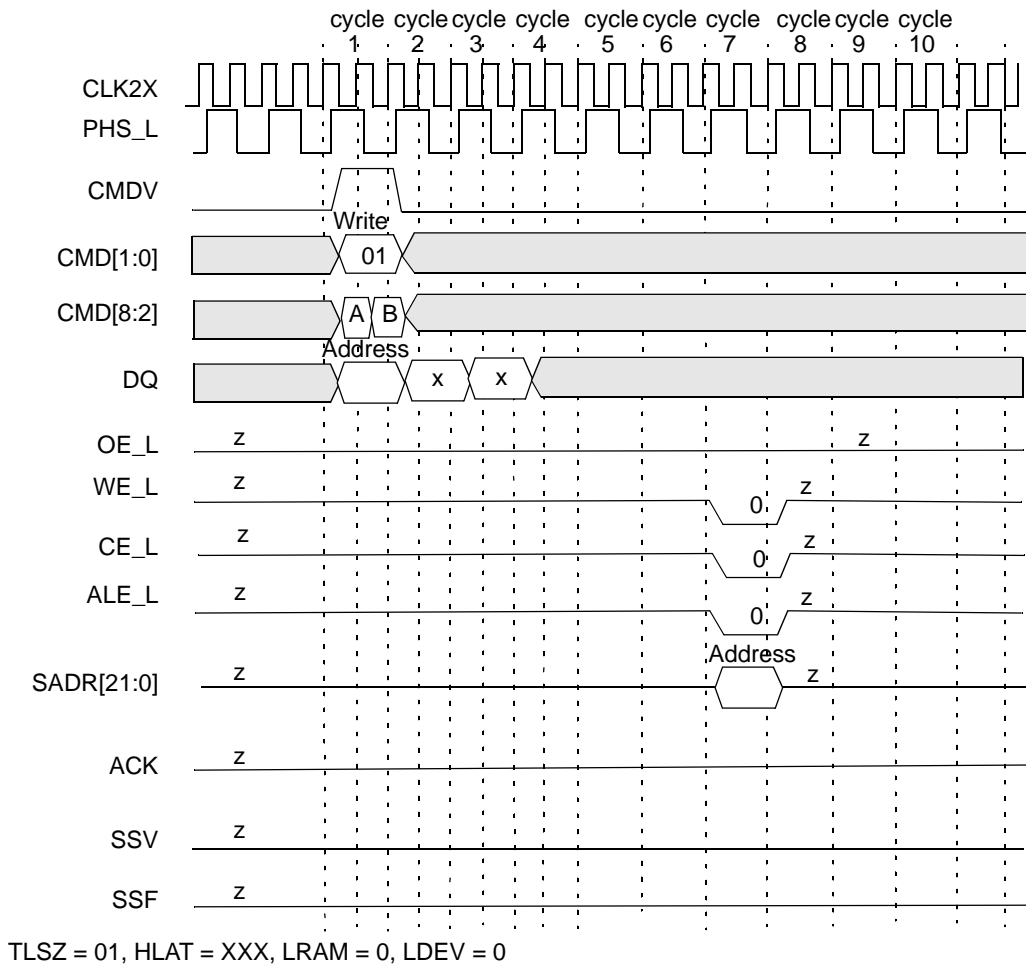 cycle cycle cycle cycle cycle cycle cycle cycle cycle cycle
1 2 3 4 5 6 7 8 9 10
CLK2X
PHS_L
CMDV
Write
CMD[1:0] 01
CMD[8:2] A B
Address
DQ x x
OE_L z z
WE_L z 0 z
CE_L z 0 z
ALE_L z 0 z
Address
SADR[21:0] z z
ACK z
SSV z
SSF z
TLSZ = 01, HLAT = XXX, LRAM = 0, LDEV = 0